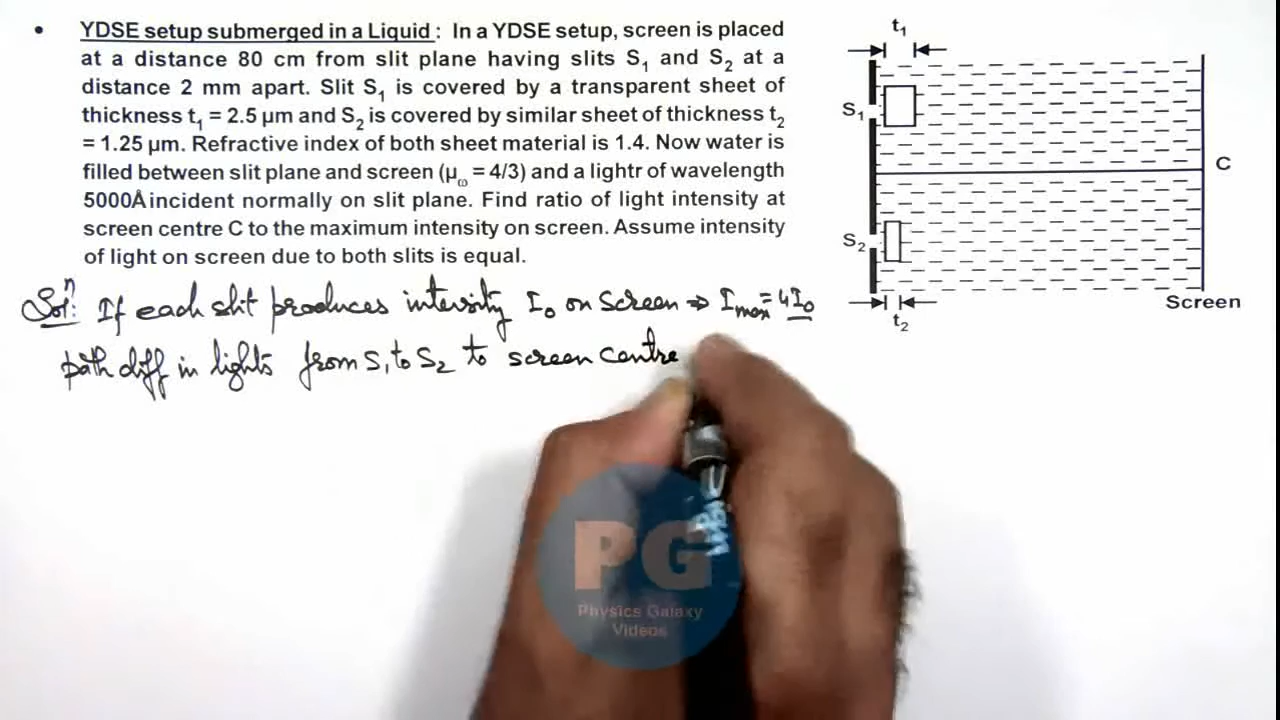 • YDSE setup submerged in a Liquid : In a YDSE setup, screen is placed
at a distance 80 cm from slit plane having slits S₁ and S₂ at a
distance 2 mm apart. Slit S₁ is covered by a transparent sheet of
thickness t₁ = 2.5 µm and S₂ is covered by similar sheet of thickness t₂
= 1.25 µm. Refractive index of both sheet material is 1.4. Now water is
filled between slit plane and screen (µω = 4/3) and a lightr of wavelength
5000Å incident normally on slit plane. Find ratio of light intensity at
screen centre C to the maximum intensity on screen. Assume intensity
of light on screen due to both slits is equal.
t₁
S₁
C
S₂
Screen
t₂
Solⁿ: If each slit produces intensity I₀ on screen ⇒ Imax = 4I₀
path diff in lights from S₁ to S₂ to screen centre
PG
Physics Galaxy
Videos